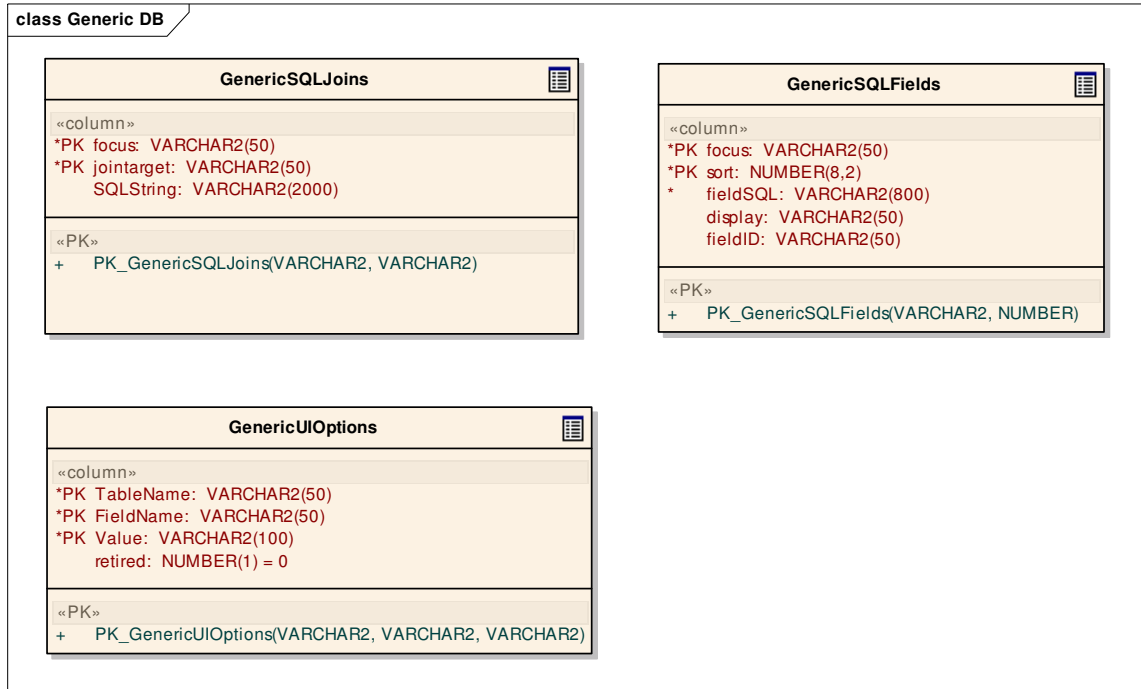 class Generic DB
GenericSQLJoins
«column»
*PK focus: VARCHAR2(50)
*PK jointarget: VARCHAR2(50)
SQLString: VARCHAR2(2000)
«PK»
+ PK_GenericSQLJoins(VARCHAR2, VARCHAR2)
GenericSQLFields
«column»
*PK focus: VARCHAR2(50)
*PK sort: NUMBER(8,2)
* fieldSQL: VARCHAR2(800)
display: VARCHAR2(50)
fieldID: VARCHAR2(50)
«PK»
+ PK_GenericSQLFields(VARCHAR2, NUMBER)
GenericUIOptions
«column»
*PK TableName: VARCHAR2(50)
*PK FieldName: VARCHAR2(50)
*PK Value: VARCHAR2(100)
retired: NUMBER(1) = 0
«PK»
+ PK_GenericUIOptions(VARCHAR2, VARCHAR2, VARCHAR2)